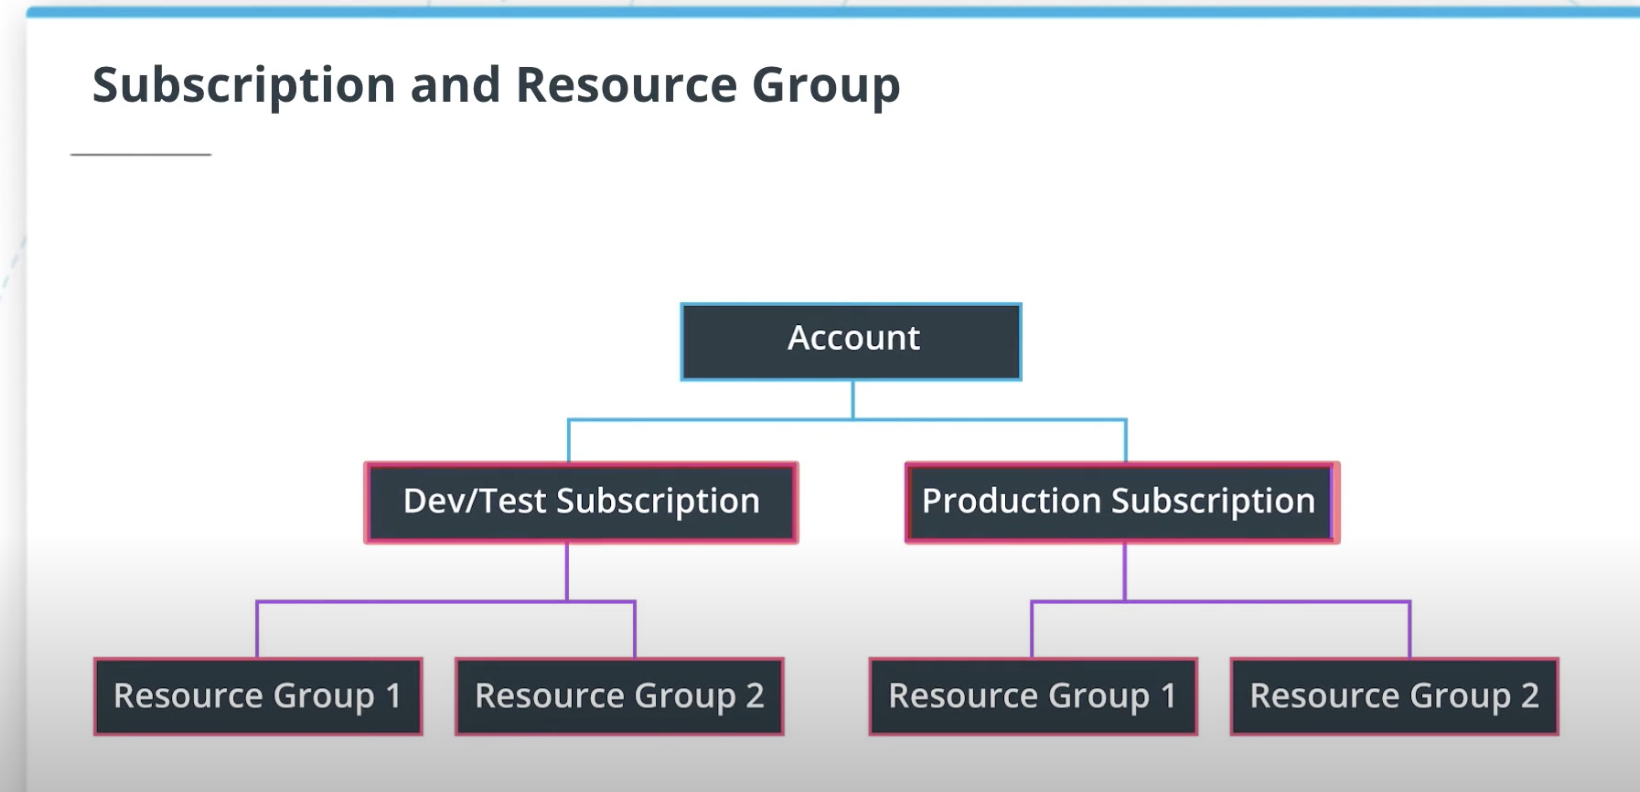 Subscription and Resource Group
Account
Dev/Test Subscription
Production Subscription
Resource Group 1
Resource Group 2
Resource Group 1
Resource Group 2